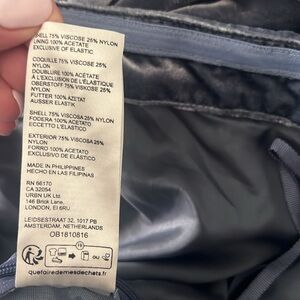 SHELL 75% VISCOSE 25% NYLON
LINING 100% ACETATE
EXCLUSIVE OF ELASTIC
COQUILLE 75% VISCOSE 25%
NYLON
DOUBLURE 100% ACETATE
A L'EXCLUSION DE L'ELASTIQUE
OBERSTOFF 75% VISKOSE 25%
NYLON
FUTTER 100% AZETAT
AUSSER ELASTIK
SHELL 75% VISCOSA 25% NYLON
FODERA 100% ACETATO
ECCETTO L'ELASTICO
EXTERIOR 75% VISCOSA 25%
NYLON
FORRO 100% ACETATO
EXCLUSIVO DE ELÁSTICO
MADE IN PHILIPPINES
HECHO EN LAS FILIPINAS
RN 66170
CA 32054
URBN UK Ltd.
146 Brick Lane,
LONDON, E1 6RU
LEIDSESTRAAT 32, 1017 PB
AMSTERDAM, NETHERLANDS
OB1810816
OU
quefairedemesdechets.fr